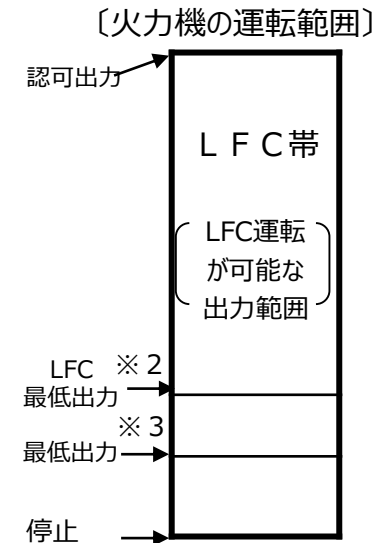 〔火力機の運転範囲〕
認可出力
ＬＦＣ帯
LFC運転
が可能な
出力範囲
LFC ※２
最低出力
※３
最低出力
停止